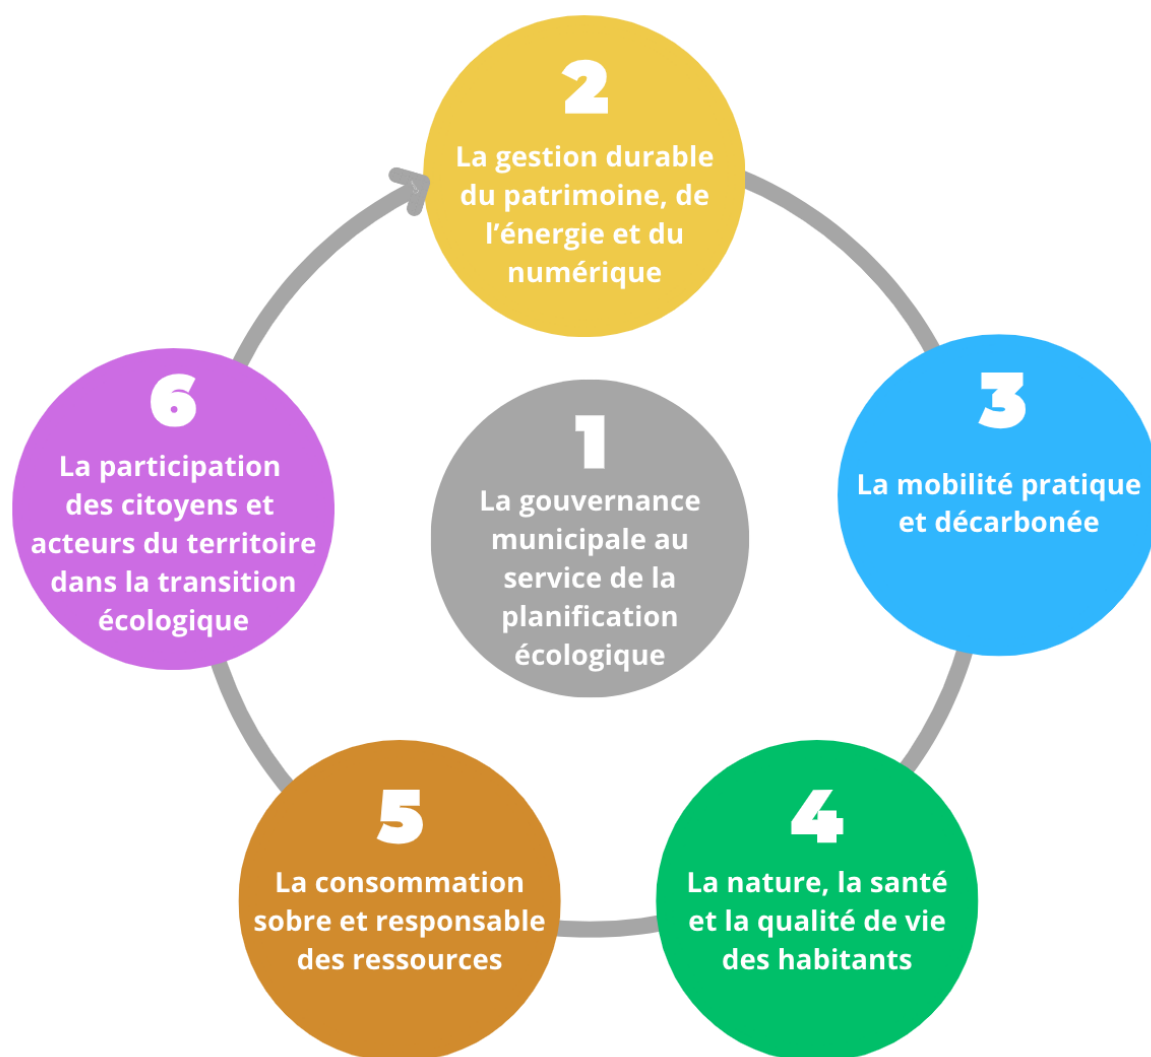 2
La gestion durable
du patrimoine, de
l’énergie et du
numérique
3
La mobilité pratique
et décarbonée
1
La gouvernance
municipale au
service de la
planification
écologique
6
La participation
des citoyens et
acteurs du territoire
dans la transition
écologique
5
La consommation
sobre et responsable
des ressources
4
La nature, la santé
et la qualité de vie
des habitants